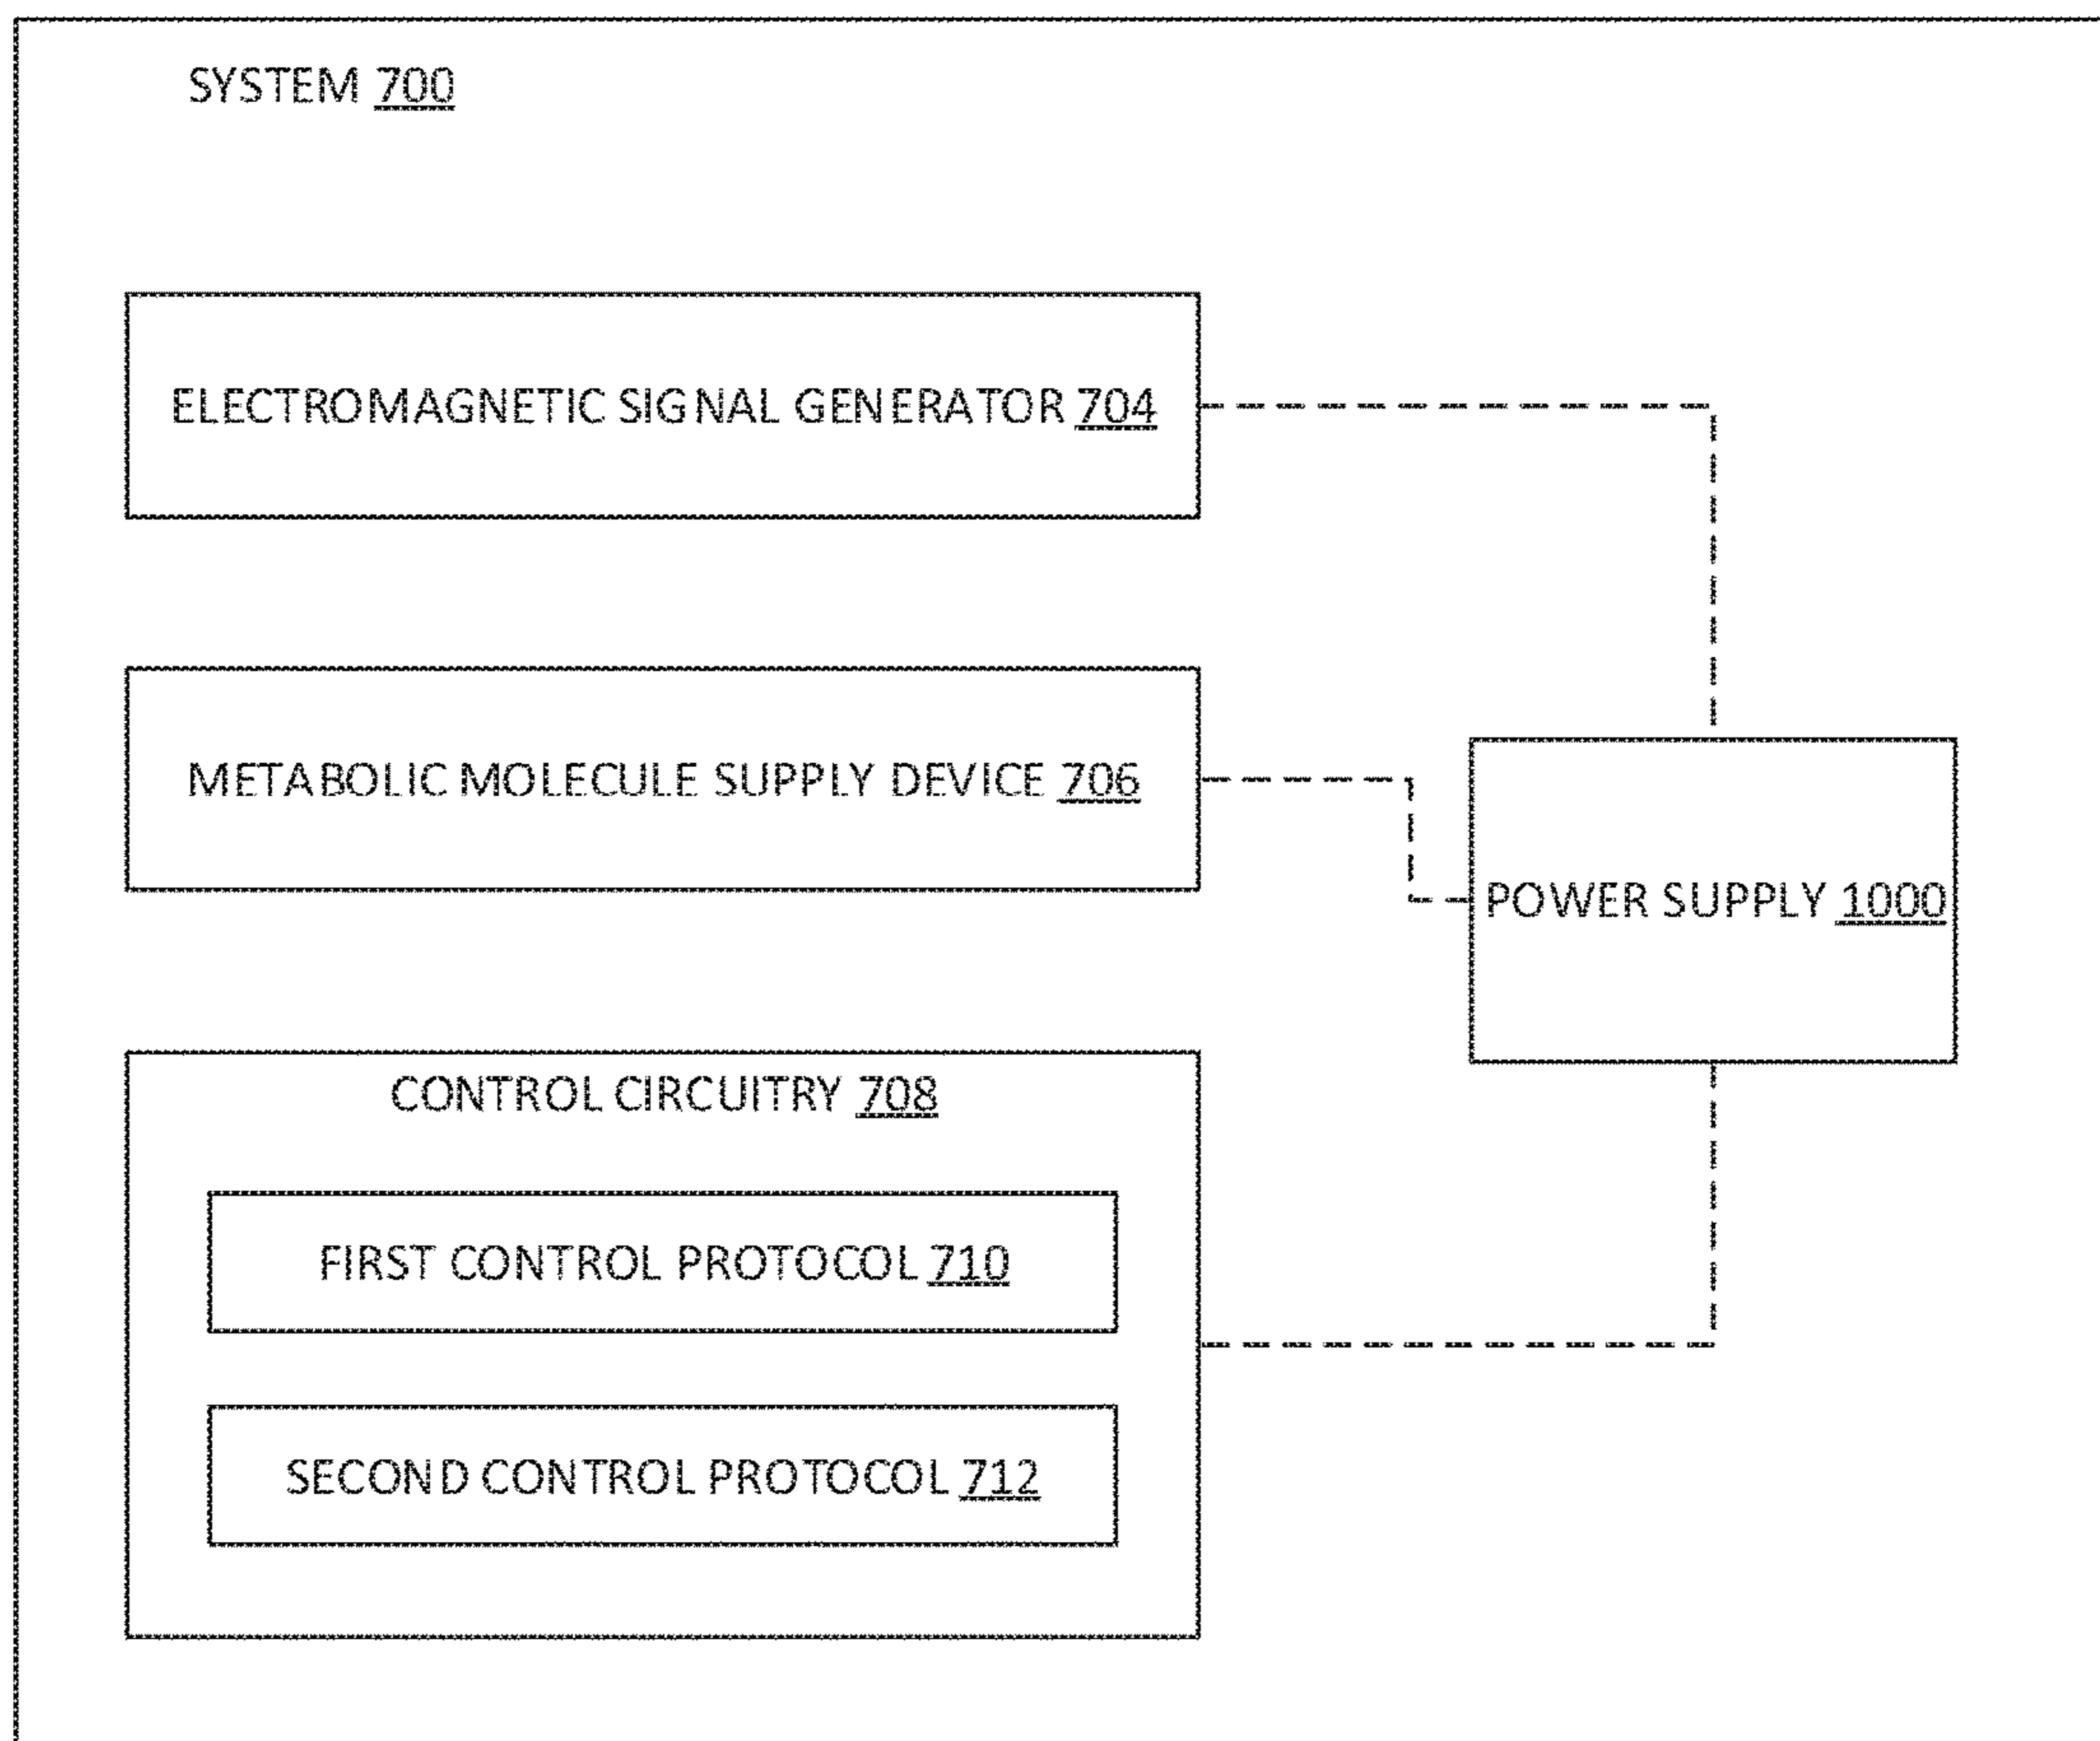 SYSTEM 700
ELECTROMAGNETIC SIGNAL GENERATOR 704
METABOLIC MOLECULE SUPPLY DEVICE 706
POWER SUPPLY 1000
CONTROL CIRCUITRY 708
FIRST CONTROL PROTOCOL 710
SECOND CONTROL PROTOCOL 712